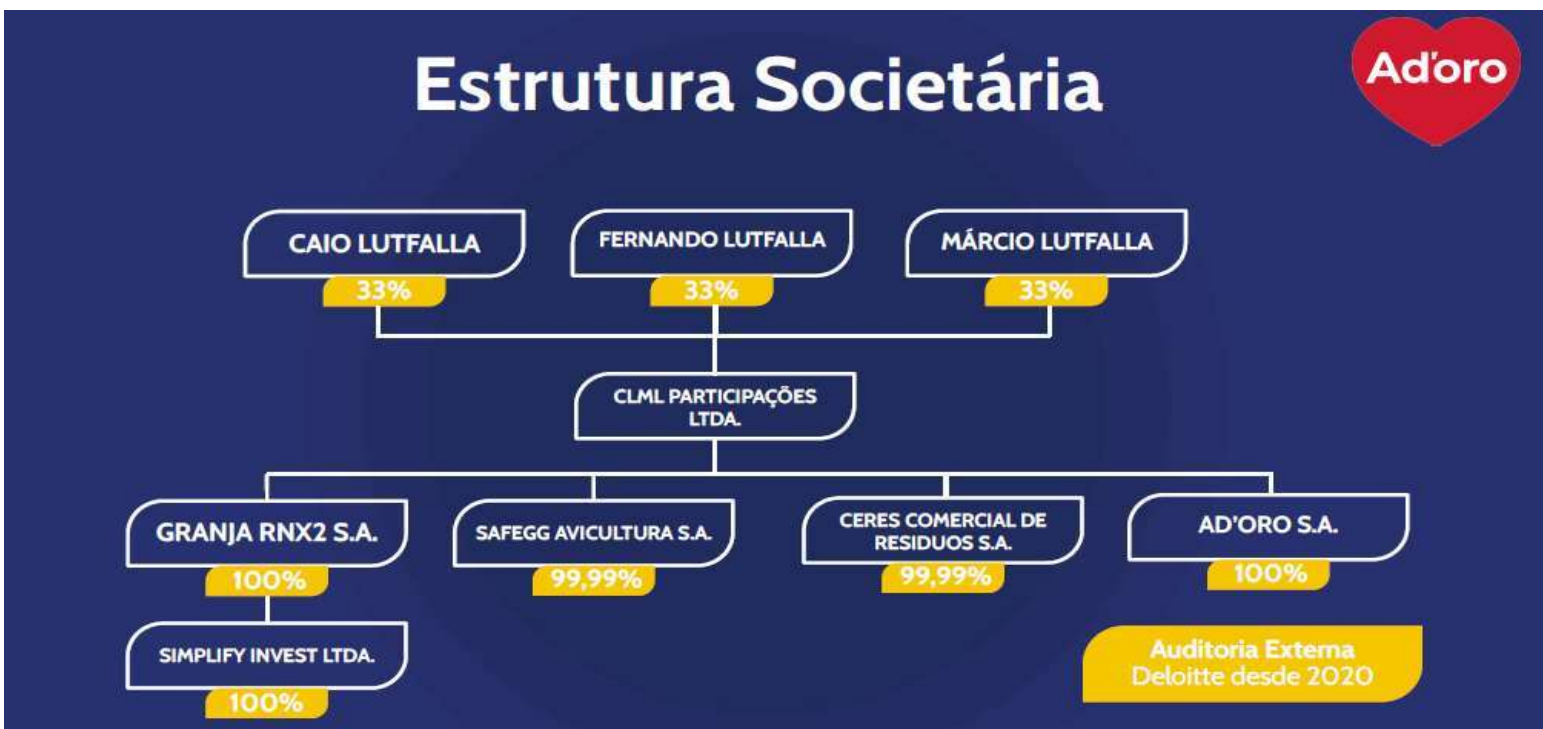 Estrutura Societária
Ad'oro
CAIO LUTFALLA
33%
FERNANDO LUTFALLA
33%
MÁRCIO LUTFALLA
33%
CLML PARTICIPAÇÕES
LTDA.
GRANJA RNX2 S.A.
100%
SAFEGG AVICULTURA S.A.
99,99%
CERES COMERCIAL DE
RESIDUOS S.A.
99,99%
AD'ORO S.A.
100%
SIMPLIFY INVEST LTDA.
100%
Auditoria Externa
Deloitte desde 2020